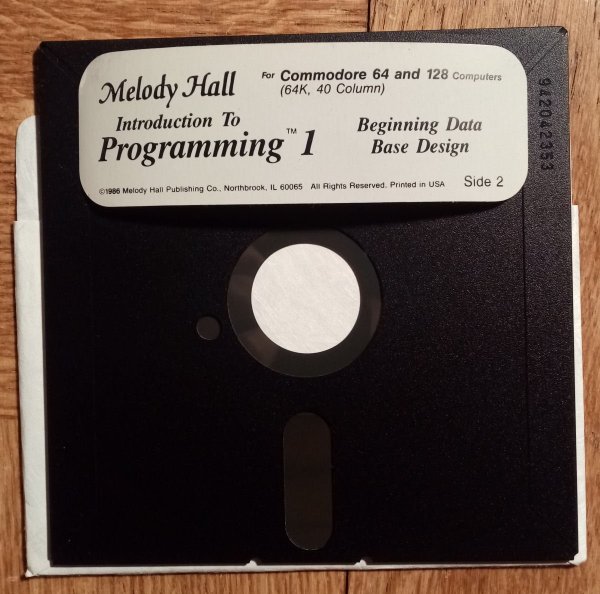 Melody Hall
For Commodore 64 and 128 Computers
(64K, 40 Column)
Introduction To
Programming™ 1
Beginning Data
Base Design
©1986 Melody Hall Publishing Co., Northbrook, IL 60065 All Rights Reserved. Printed in USA
Side 2
942042353